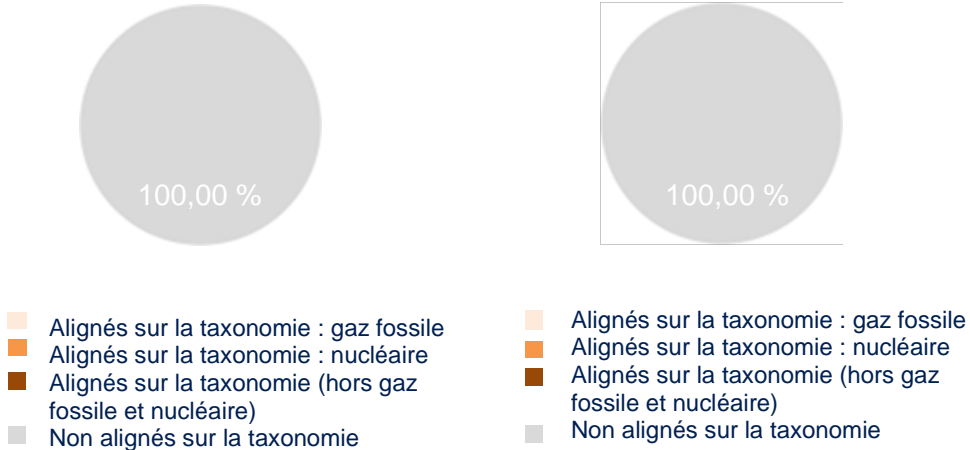 100,00 %
100,00 %
Alignés sur la taxonomie : gaz fossile
Alignés sur la taxonomie : nucléaire
Alignés sur la taxonomie (hors gaz
fossile et nucléaire)
Non alignés sur la taxonomie
Alignés sur la taxonomie : gaz fossile
Alignés sur la taxonomie : nucléaire
Alignés sur la taxonomie (hors gaz
fossile et nucléaire)
Non alignés sur la taxonomie